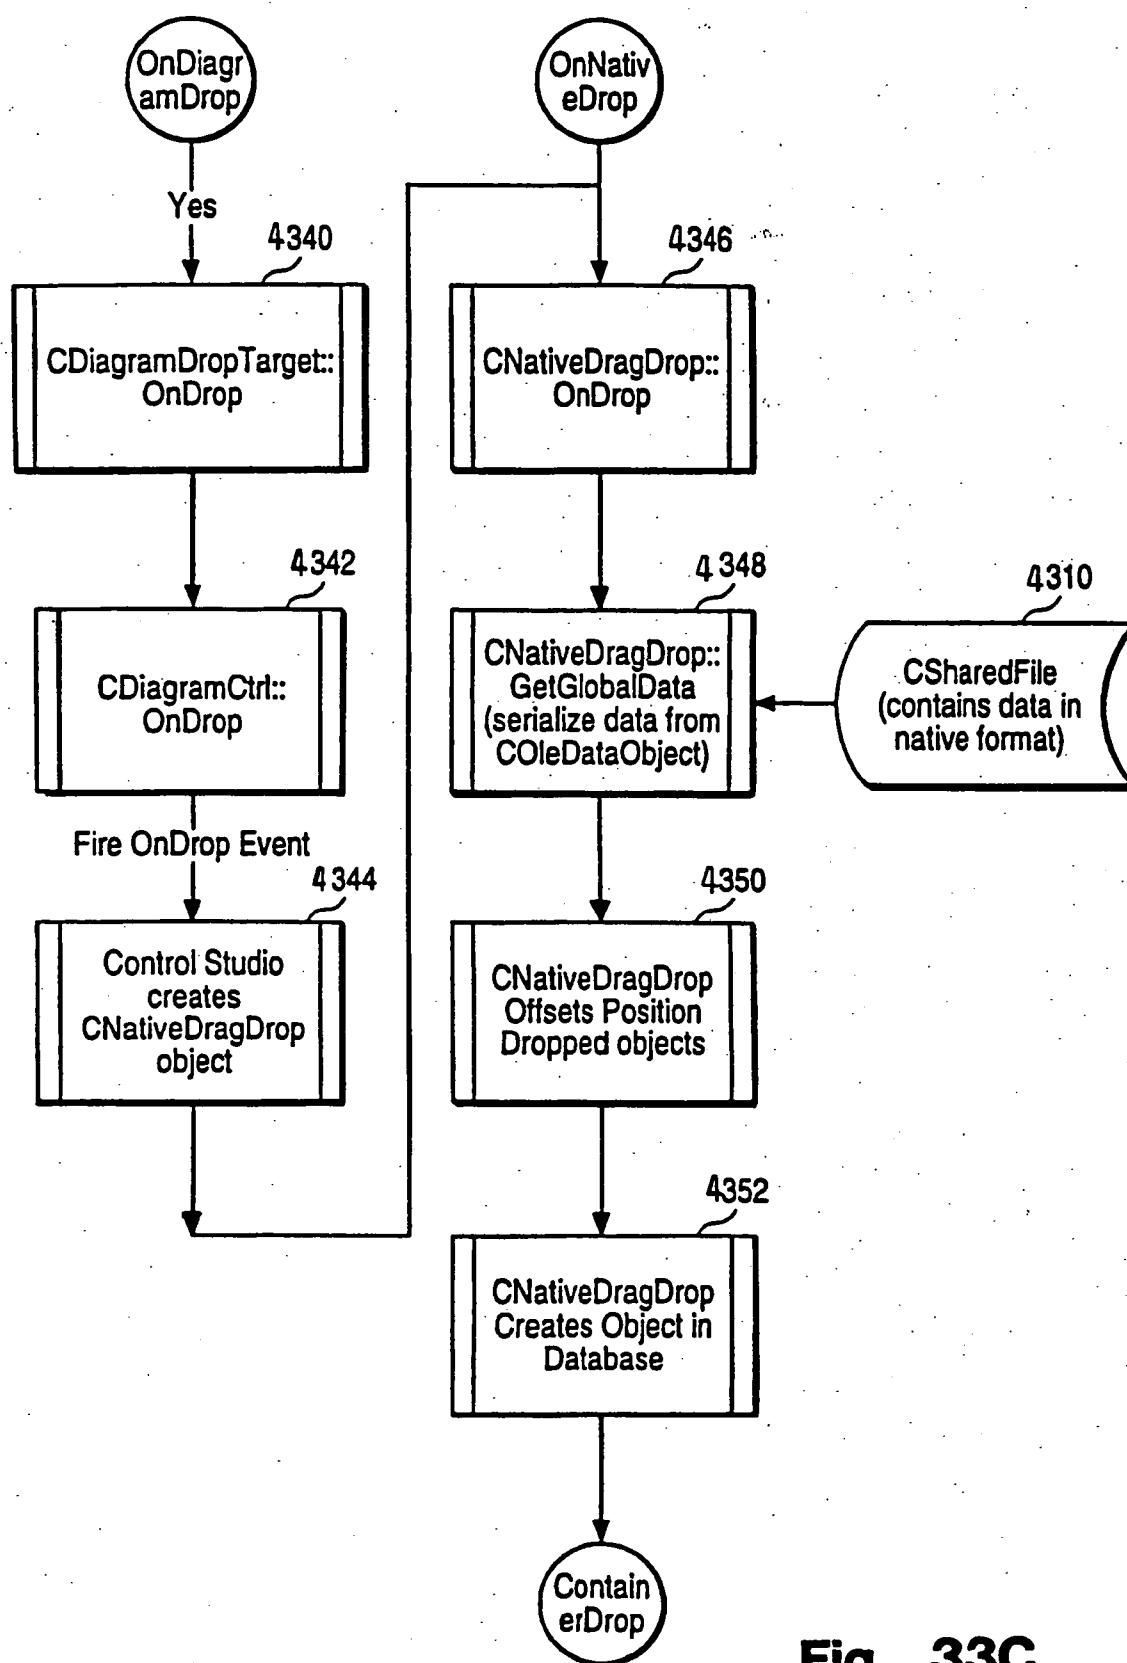 OnDiagr
amDrop
Yes
4340
CDiagramDropTarget::
OnDrop
4342
CDiagramCtrl::
OnDrop
Fire OnDrop Event
4344
Control Studio
creates
CNativeDragDrop
object
OnNativ
eDrop
4346
CNativeDragDrop::
OnDrop
4348
CNativeDragDrop::
GetGlobalData
(serialize data from
COleDataObject)
4310
CSharedFile
(contains data in
native format)
4350
CNativeDragDrop
Offsets Position
Dropped objects
4352
CNativeDragDrop
Creates Object in
Database
Contain
erDrop
Fig. 33C